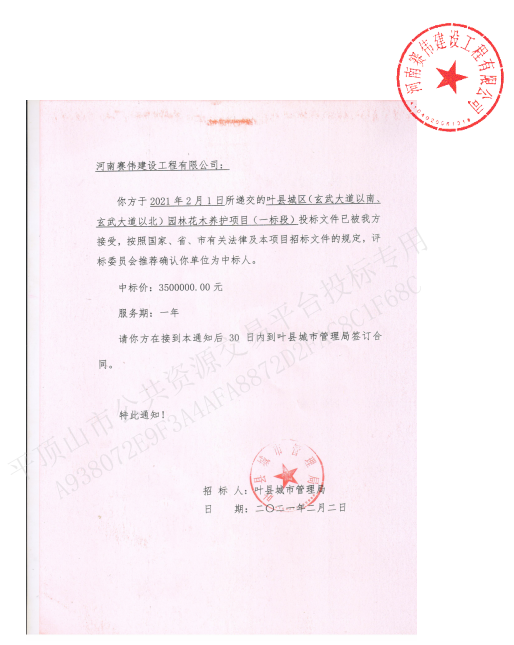 河南赛伟建设工程有限公司
河南赛伟建设工程有限公司:
你方于 2021 年 2 月 1 日所递交的叶县城区(玄武大道以南、
玄武大道以北)园林花木养护项目(一标段)投标文件已被我方
接受,按照国家、省、市有关法律及本项目招标文件的规定,评
标委员会推荐确认你单位为中标人。
中标价:3500000.00 元
服务期:一年
请你方在接到本通知后 30 日内到叶县城市管理局签订合
同。
特此通知!
叶县城市管理局
招 标 人:叶县城市管理局
日 期:二〇二一年二月二日
平顶山市公共资源交易平台投标专用